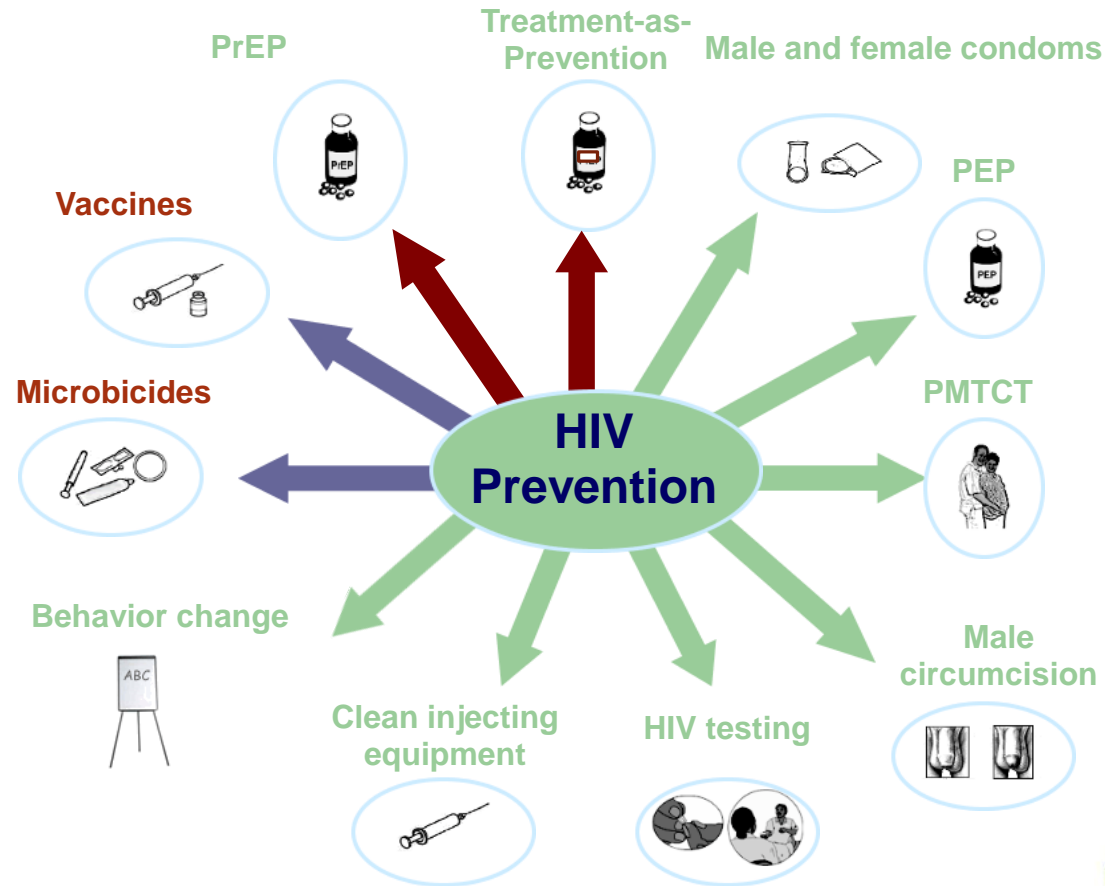 PrEP
Treatment-as-
Prevention
Male and female condoms
PrEP
PEP
PEP
Vaccines
Microbicides
PMTCT
HIV
Prevention
Behavior change
ABC
Clean injecting
equipment
HIV testing
Male
circumcision